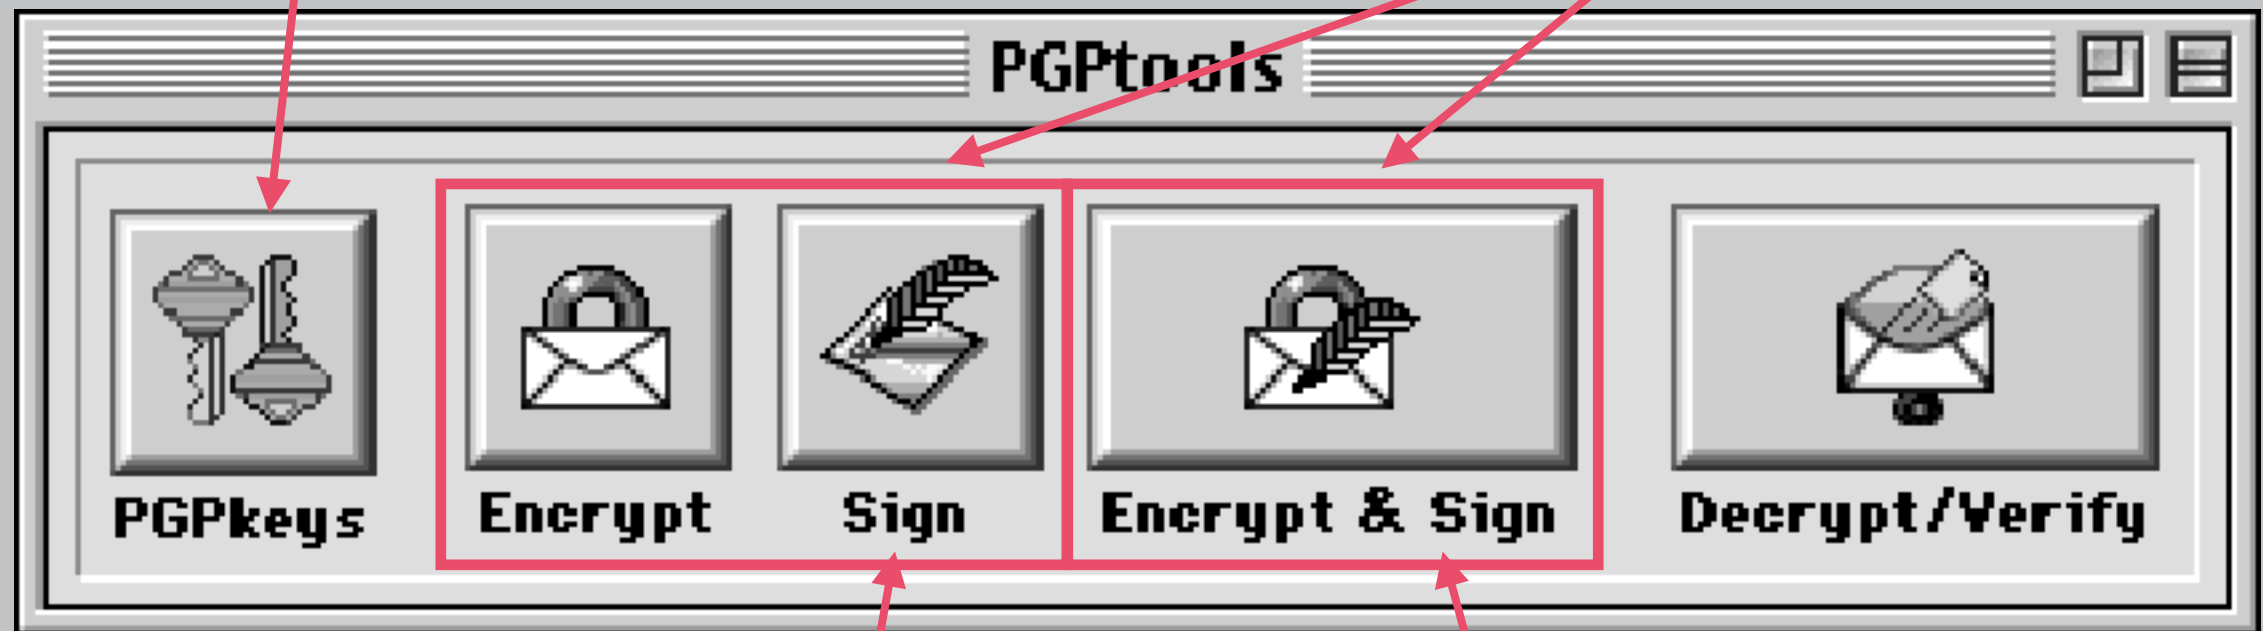 PGPtools
PGPkeys
Encrypt
Sign
Encrypt & Sign
Decrypt/Verify